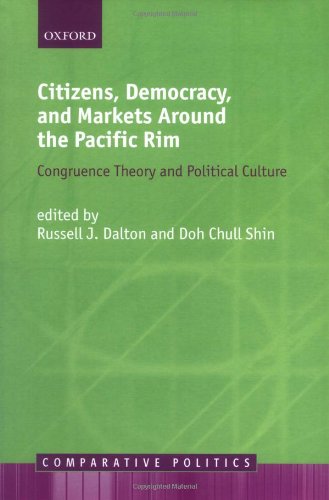 OXFORD
Citizens, Democracy,
and Markets Around
the Pacific Rim
Congruence Theory and Political Culture
edited by
Russell J. Dalton and Doh Chull Shin
COMPARATIVE POLITICS